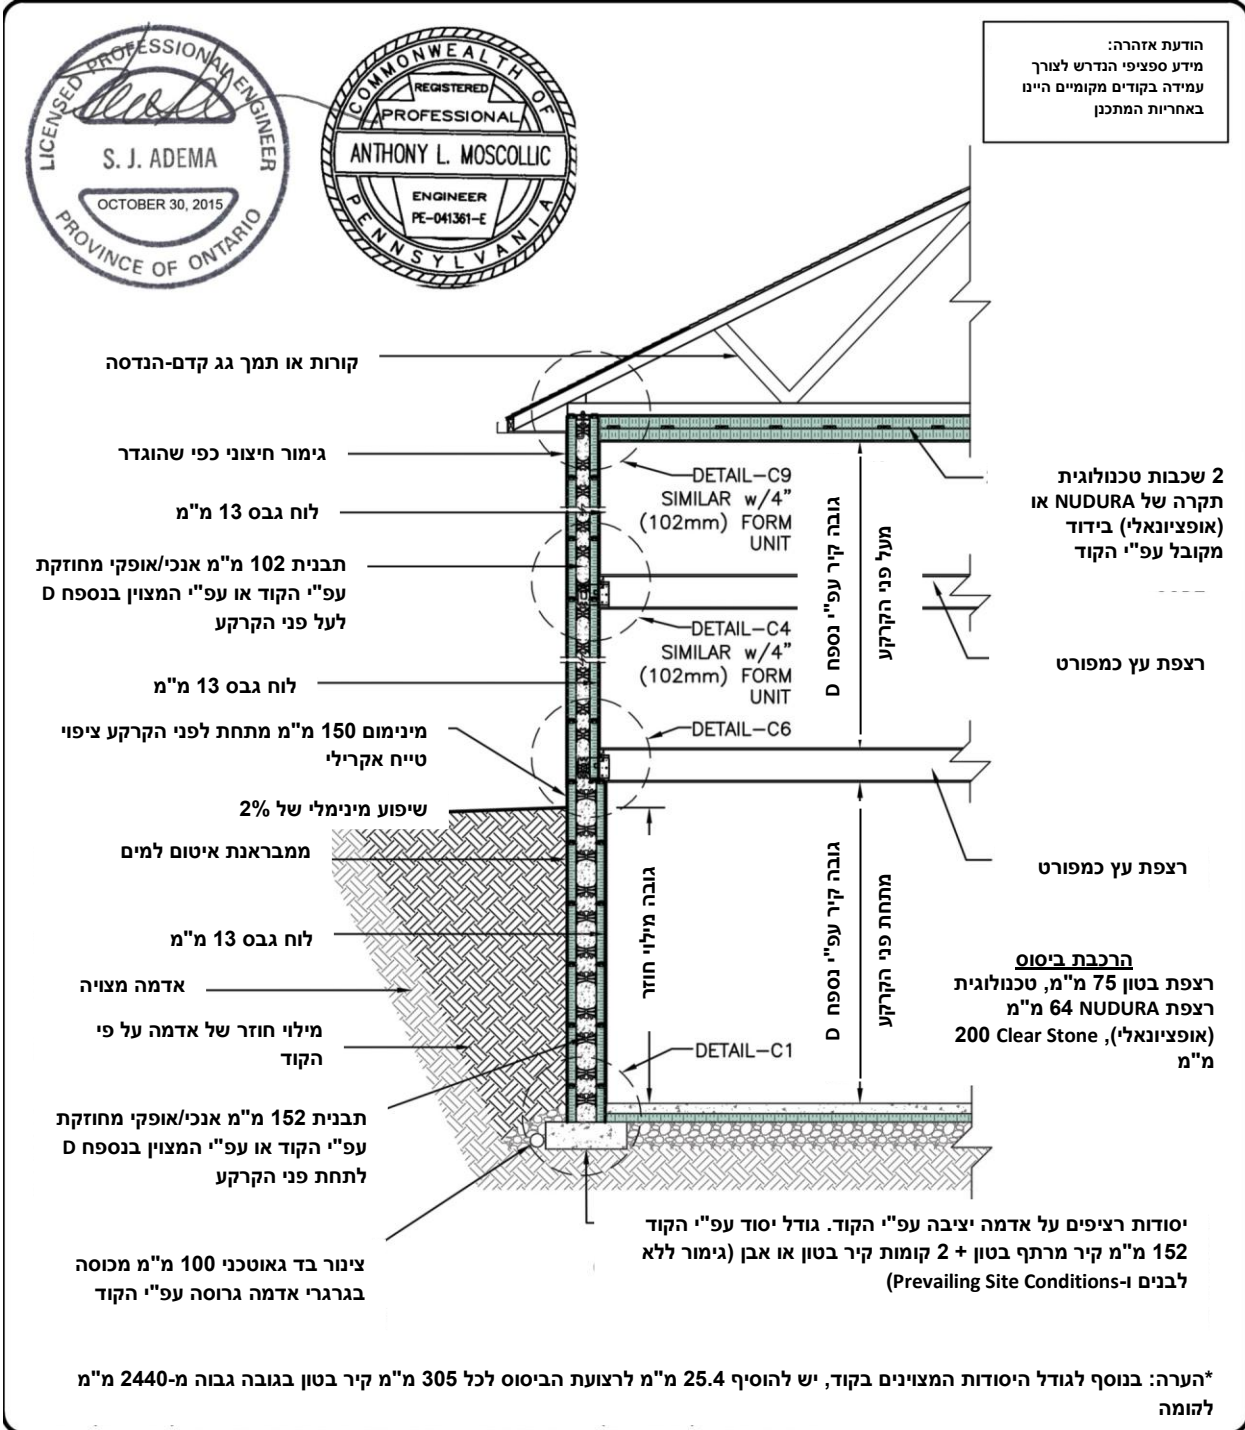 LICENSED PROFESSIONAL ENGINEER
S. J. ADEMA
OCTOBER 30, 2015
PROVINCE OF ONTARIO
COMMONWEALTH OF
REGISTERED
PROFESSIONAL
ANTHONY L. MOSCOLLIC
ENGINEER
PE-041361-E
PENNSYLVANIA
הודעת אזהרה:
מידע ספציפי הנדרש לצורך
עמידה בקודים מקומיים היינו
באחריות המתכנן
קורות או תמך גג קדם-הנדסה
גימור חיצוני כפי שהוגדר
לוח גבס 13 מ"מ
תבנית 102 מ"מ אנכי/אופקי מחוזקת
עפ"י הקוד או עפ"י המצוין בנספח D
לעל פני הקרקע
לוח גבס 13 מ"מ
מינימום 150 מ"מ מתחת לפני הקרקע ציפוי
טייח אקרילי
שיפוע מינימלי של 2%
ממבראנת איטום למים
לוח גבס 13 מ"מ
אדמה מצויה
מילוי חוזר של אדמה על פי
הקוד
תבנית 152 מ"מ אנכי/אופקי מחוזקת
עפ"י הקוד או עפ"י המצוין בנספח D
לתחת פני הקרקע
צינור בד גאוטכני 100 מ"מ מכוסה
בגרגרי אדמה גרוסה עפ"י הקוד
DETAIL-C9
SIMILAR w/4"
(102mm) FORM
UNIT
DETAIL-C4
SIMILAR w/4"
(102mm) FORM
UNIT
DETAIL-C6
DETAIL-C1
גובה קיר עפ"י נספח D
מעל פני הקרקע
גובה מילוי חוזר
גובה קיר עפ"י נספח D
מתחת פני הקרקע
2 שכבות טכנולוגית
תקרה של NUDURA או
(אופציונאלי) בידוד
מקובל עפ"י הקוד
רצפת עץ כמפורט
רצפת עץ כמפורט
הרכבת ביסוס
רצפת בטון 75 מ"מ, טכנולוגית
רצפת NUDURA 64 מ"מ
(אופציונאלי), Clear Stone 200
מ"מ
יסודות רציפים על אדמה יציבה עפ"י הקוד. גודל יסוד עפ"י הקוד
152 מ"מ קיר מרתף בטון + 2 קומות קיר בטון או אבן (גימור ללא
לבנים ו-Prevailing Site Conditions)
*הערה: בנוסף לגודל היסודות המצוינים בקוד, יש להוסיף 25.4 מ"מ לרצועת הביסוס לכל 305 מ"מ קיר בטון בגובה גבוה מ-2440 מ"מ
לקומה